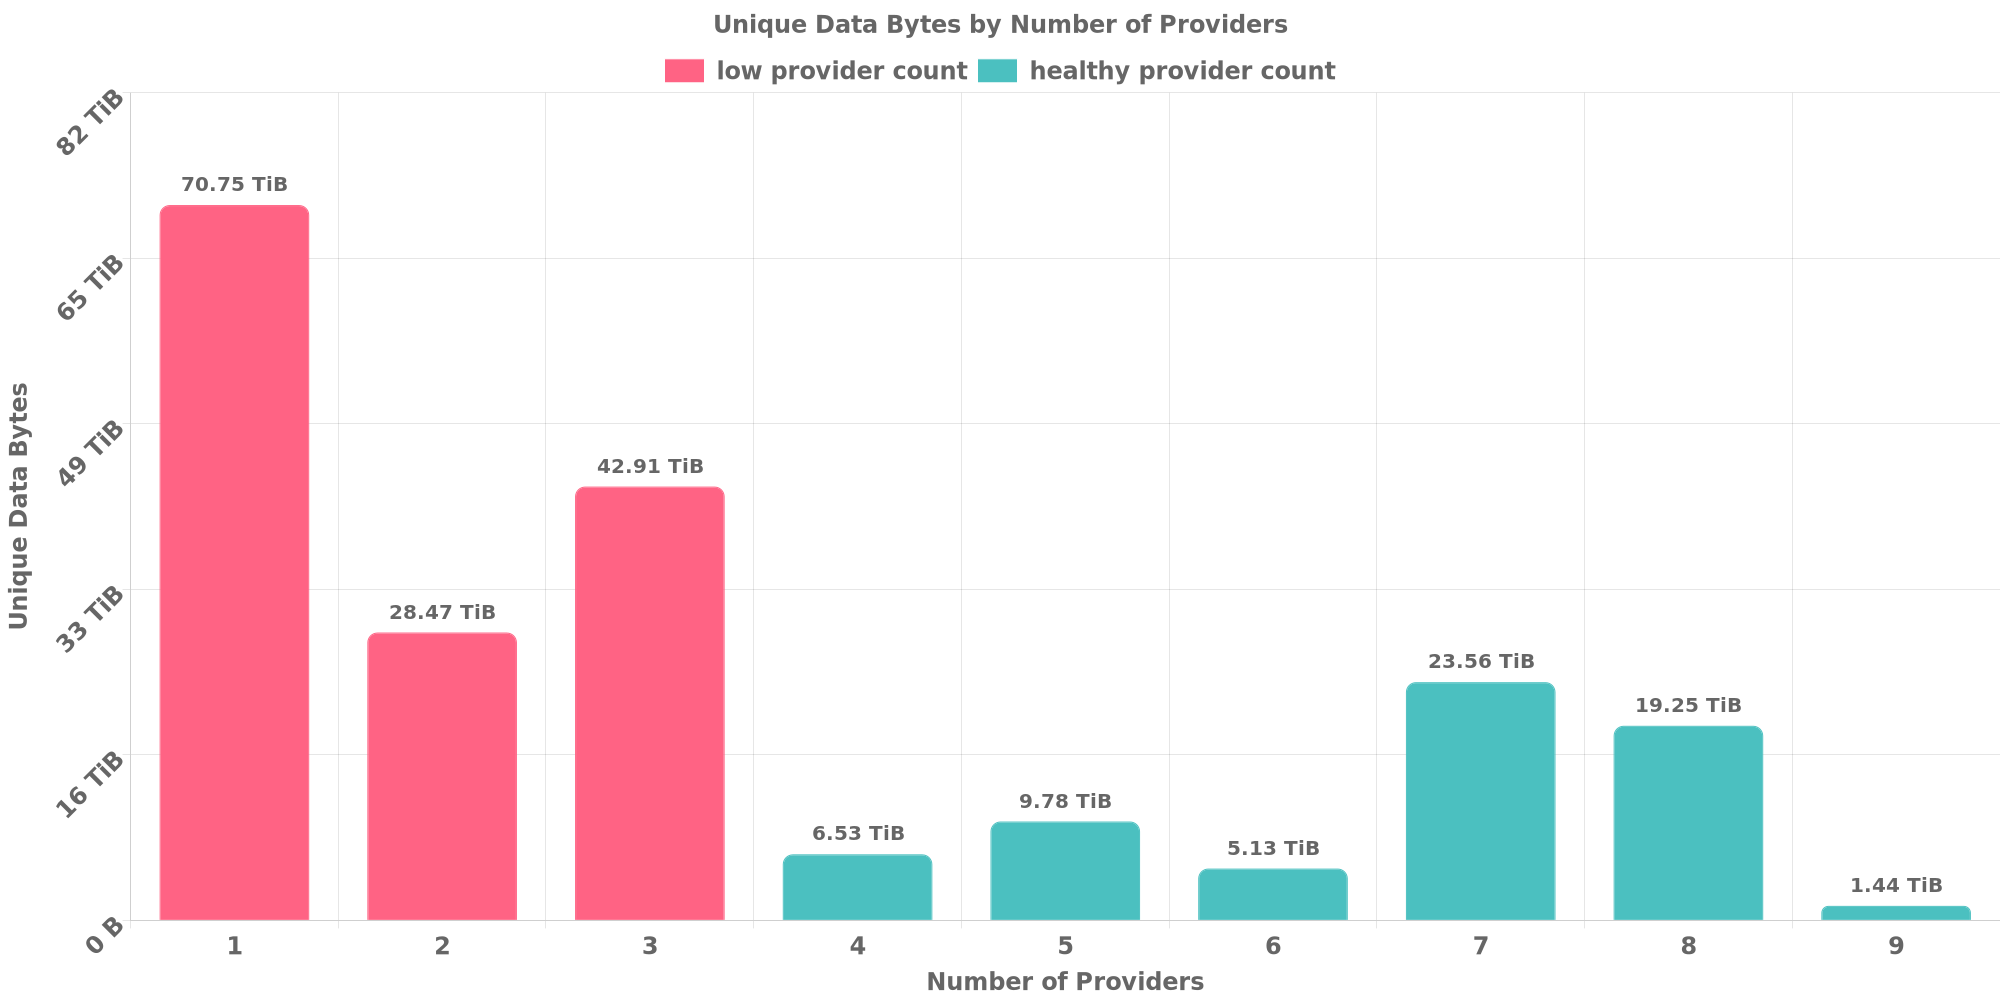 Unique Data Bytes by Number of Providers
low provider count healthy provider count
82 TiB
65 TiB
49 TiB
33 TiB
16 TiB
0 B
Unique Data Bytes
70.75 TiB
28.47 TiB
42.91 TiB
6.53 TiB
9.78 TiB
5.13 TiB
23.56 TiB
19.25 TiB
1.44 TiB
1 2 3 4 5 6 7 8 9
Number of Providers